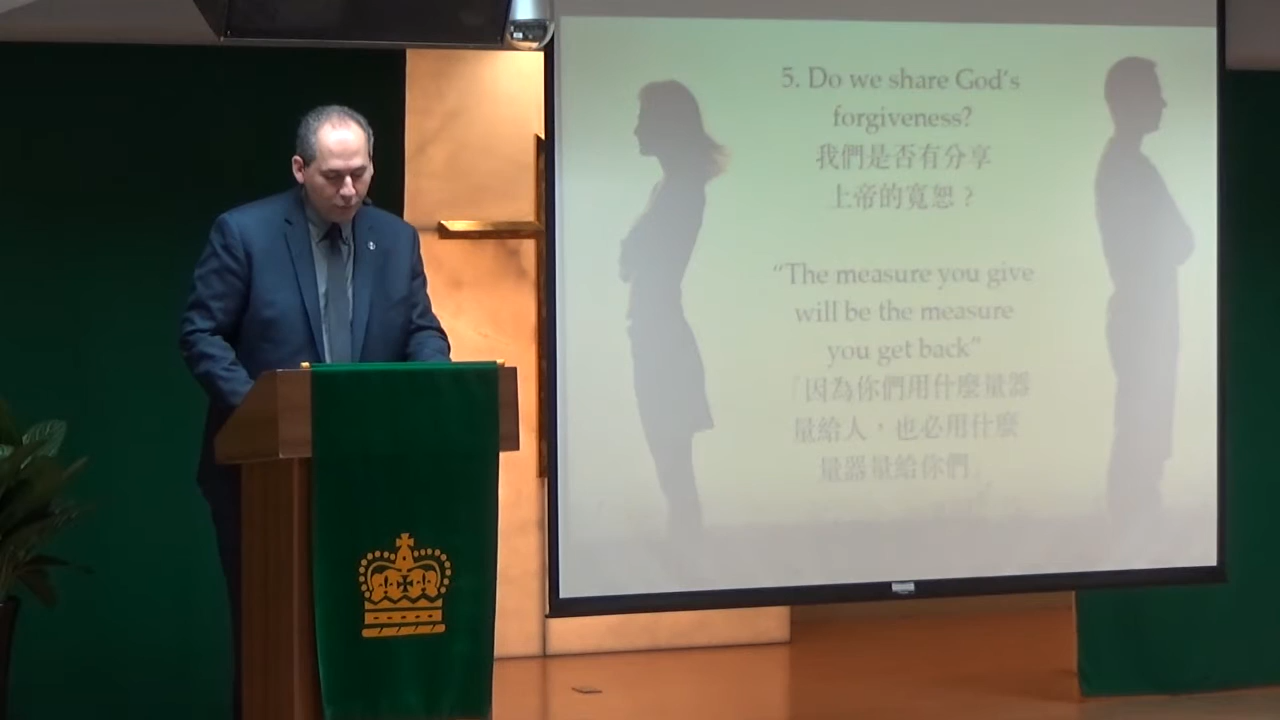 5. Do we share God's
forgiveness?
我們是否有分享
上帝的寬恕？
“The measure you give
will be the measure
you get back”
「因為你們用什麼量器
量給人，也必用什麼
量器量給你們」